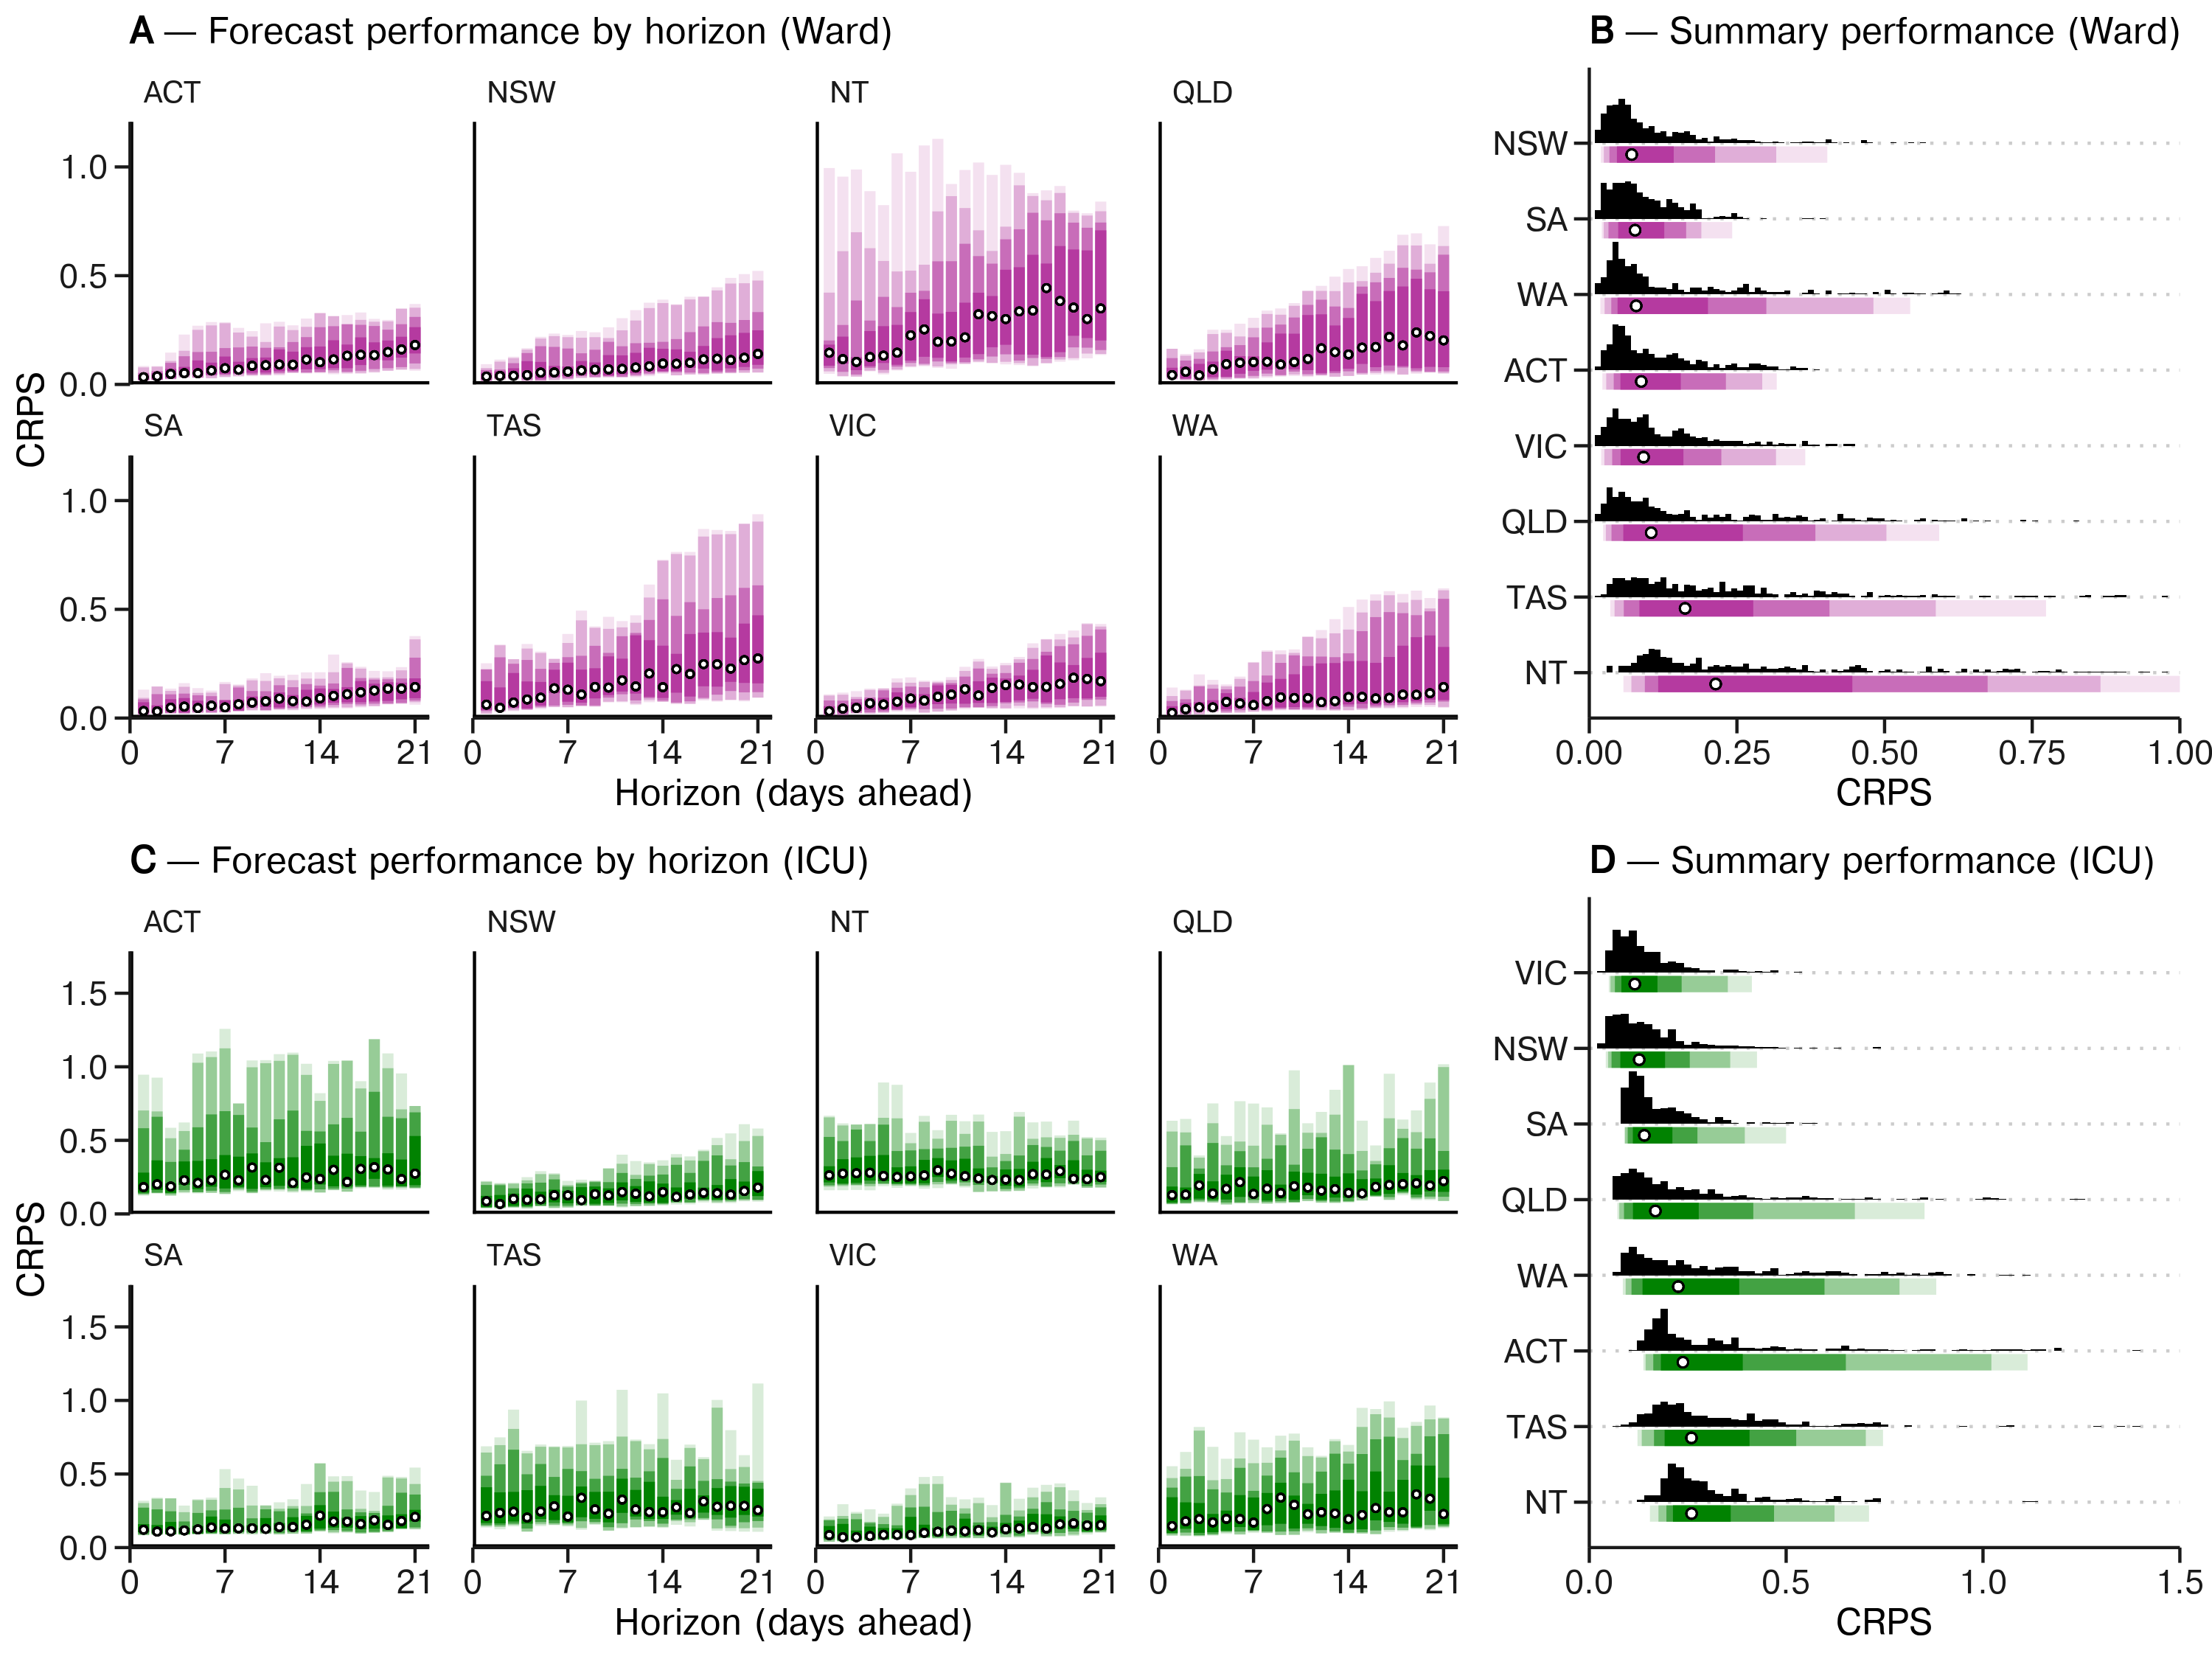 A — Forecast performance by horizon (Ward)
ACT
NSW
NT
QLD
1.0
0.5
0.0
SA
TAS
VIC
WA
1.0
0.5
0.0
CRPS
0 7 14 21
0 7 14 21
0 7 14 21
0 7 14 21
Horizon (days ahead)
B — Summary performance (Ward)
NSW
SA
WA
ACT
VIC
QLD
TAS
NT
0.00 0.25 0.50 0.75 1.00
CRPS
C — Forecast performance by horizon (ICU)
ACT
NSW
NT
QLD
1.5
1.0
0.5
0.0
SA
TAS
VIC
WA
1.5
1.0
0.5
0.0
CRPS
0 7 14 21
0 7 14 21
0 7 14 21
0 7 14 21
Horizon (days ahead)
D — Summary performance (ICU)
VIC
NSW
SA
QLD
WA
ACT
TAS
NT
0.0 0.5 1.0 1.5
CRPS